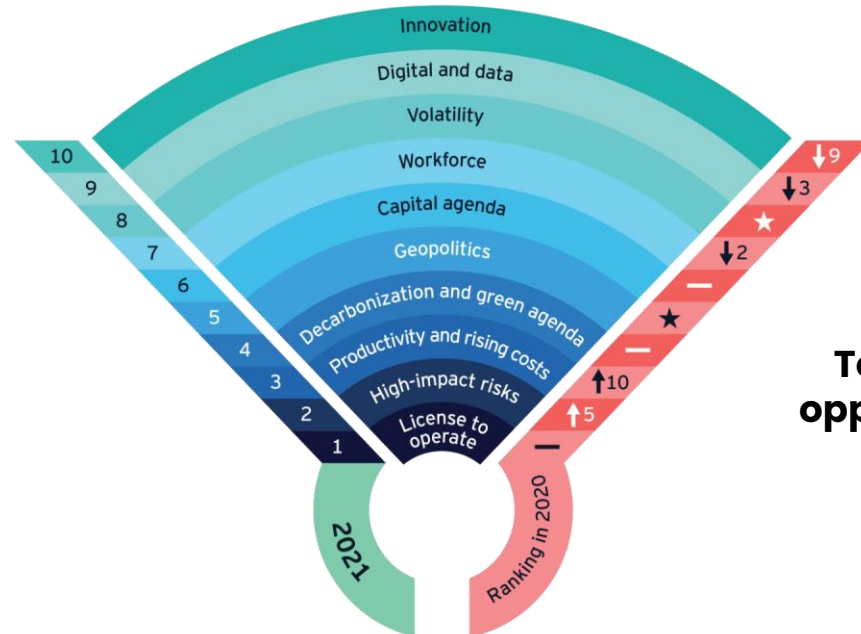 Innovation
Digital and data
Volatility
Workforce
Capital agenda
Geopolitics
Decarbonization and green agenda
Productivity and rising costs
High-impact risks
License to
operate
10
9
8
7
6
5
4
3
2
1
2021
9
3
2
10
5
Ranking in 2020